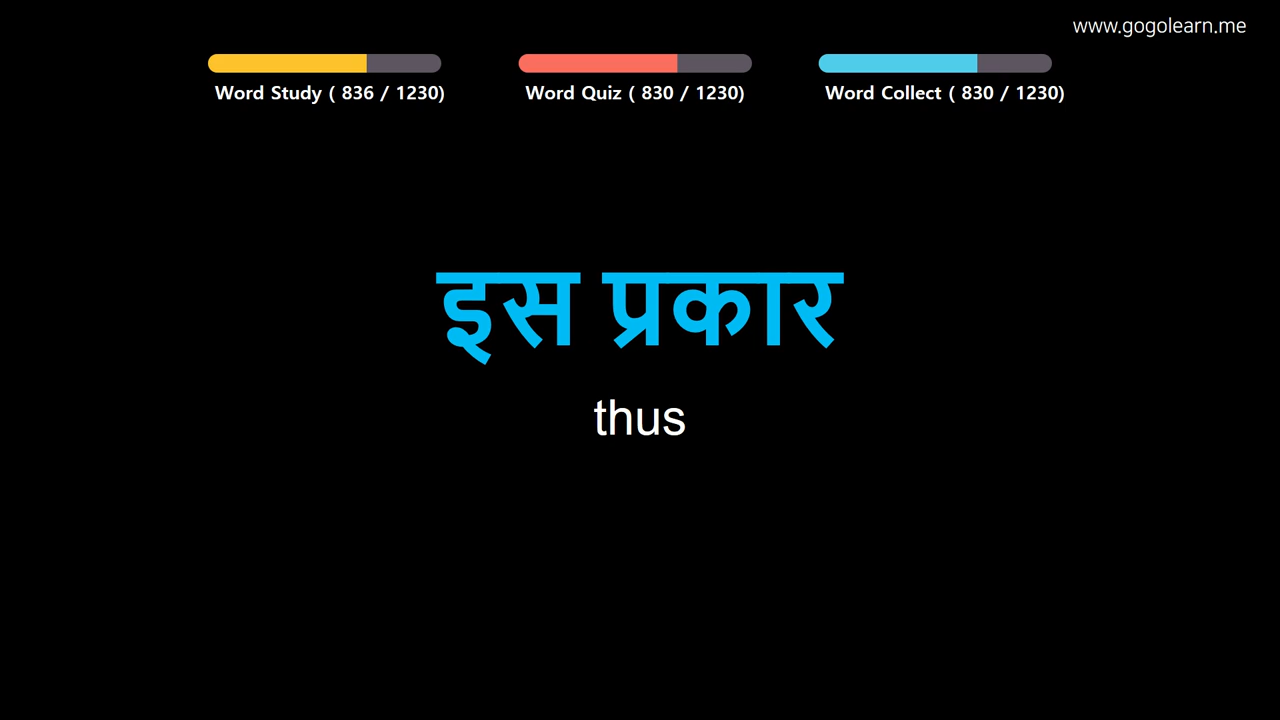 www.gogolearn.me
Word Study ( 836 / 1230)
Word Quiz ( 830 / 1230)
Word Collect ( 830 / 1230)
इस प्रकार
thus